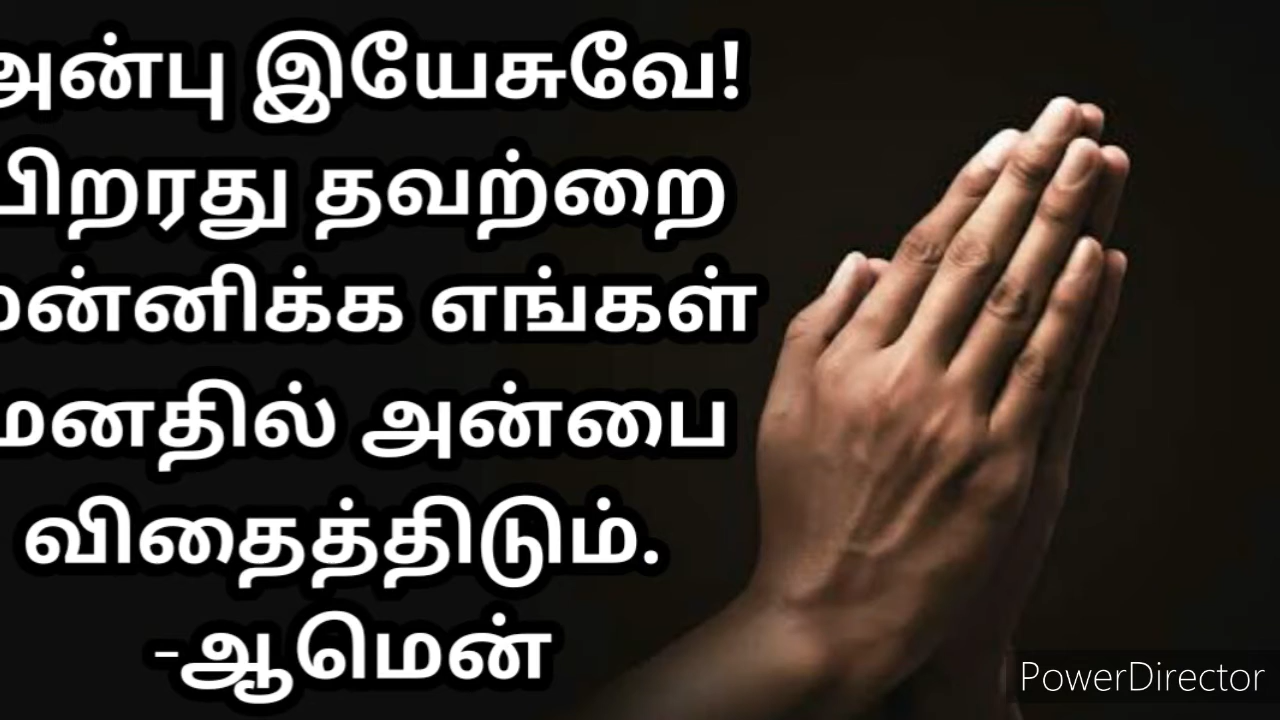 அன்பு இயேசுவே!
பிறரது தவற்றை
மன்னிக்க எங்கள்
மனதில் அன்பை
விதைத்திடும்.
-ஆமென்
PowerDirector